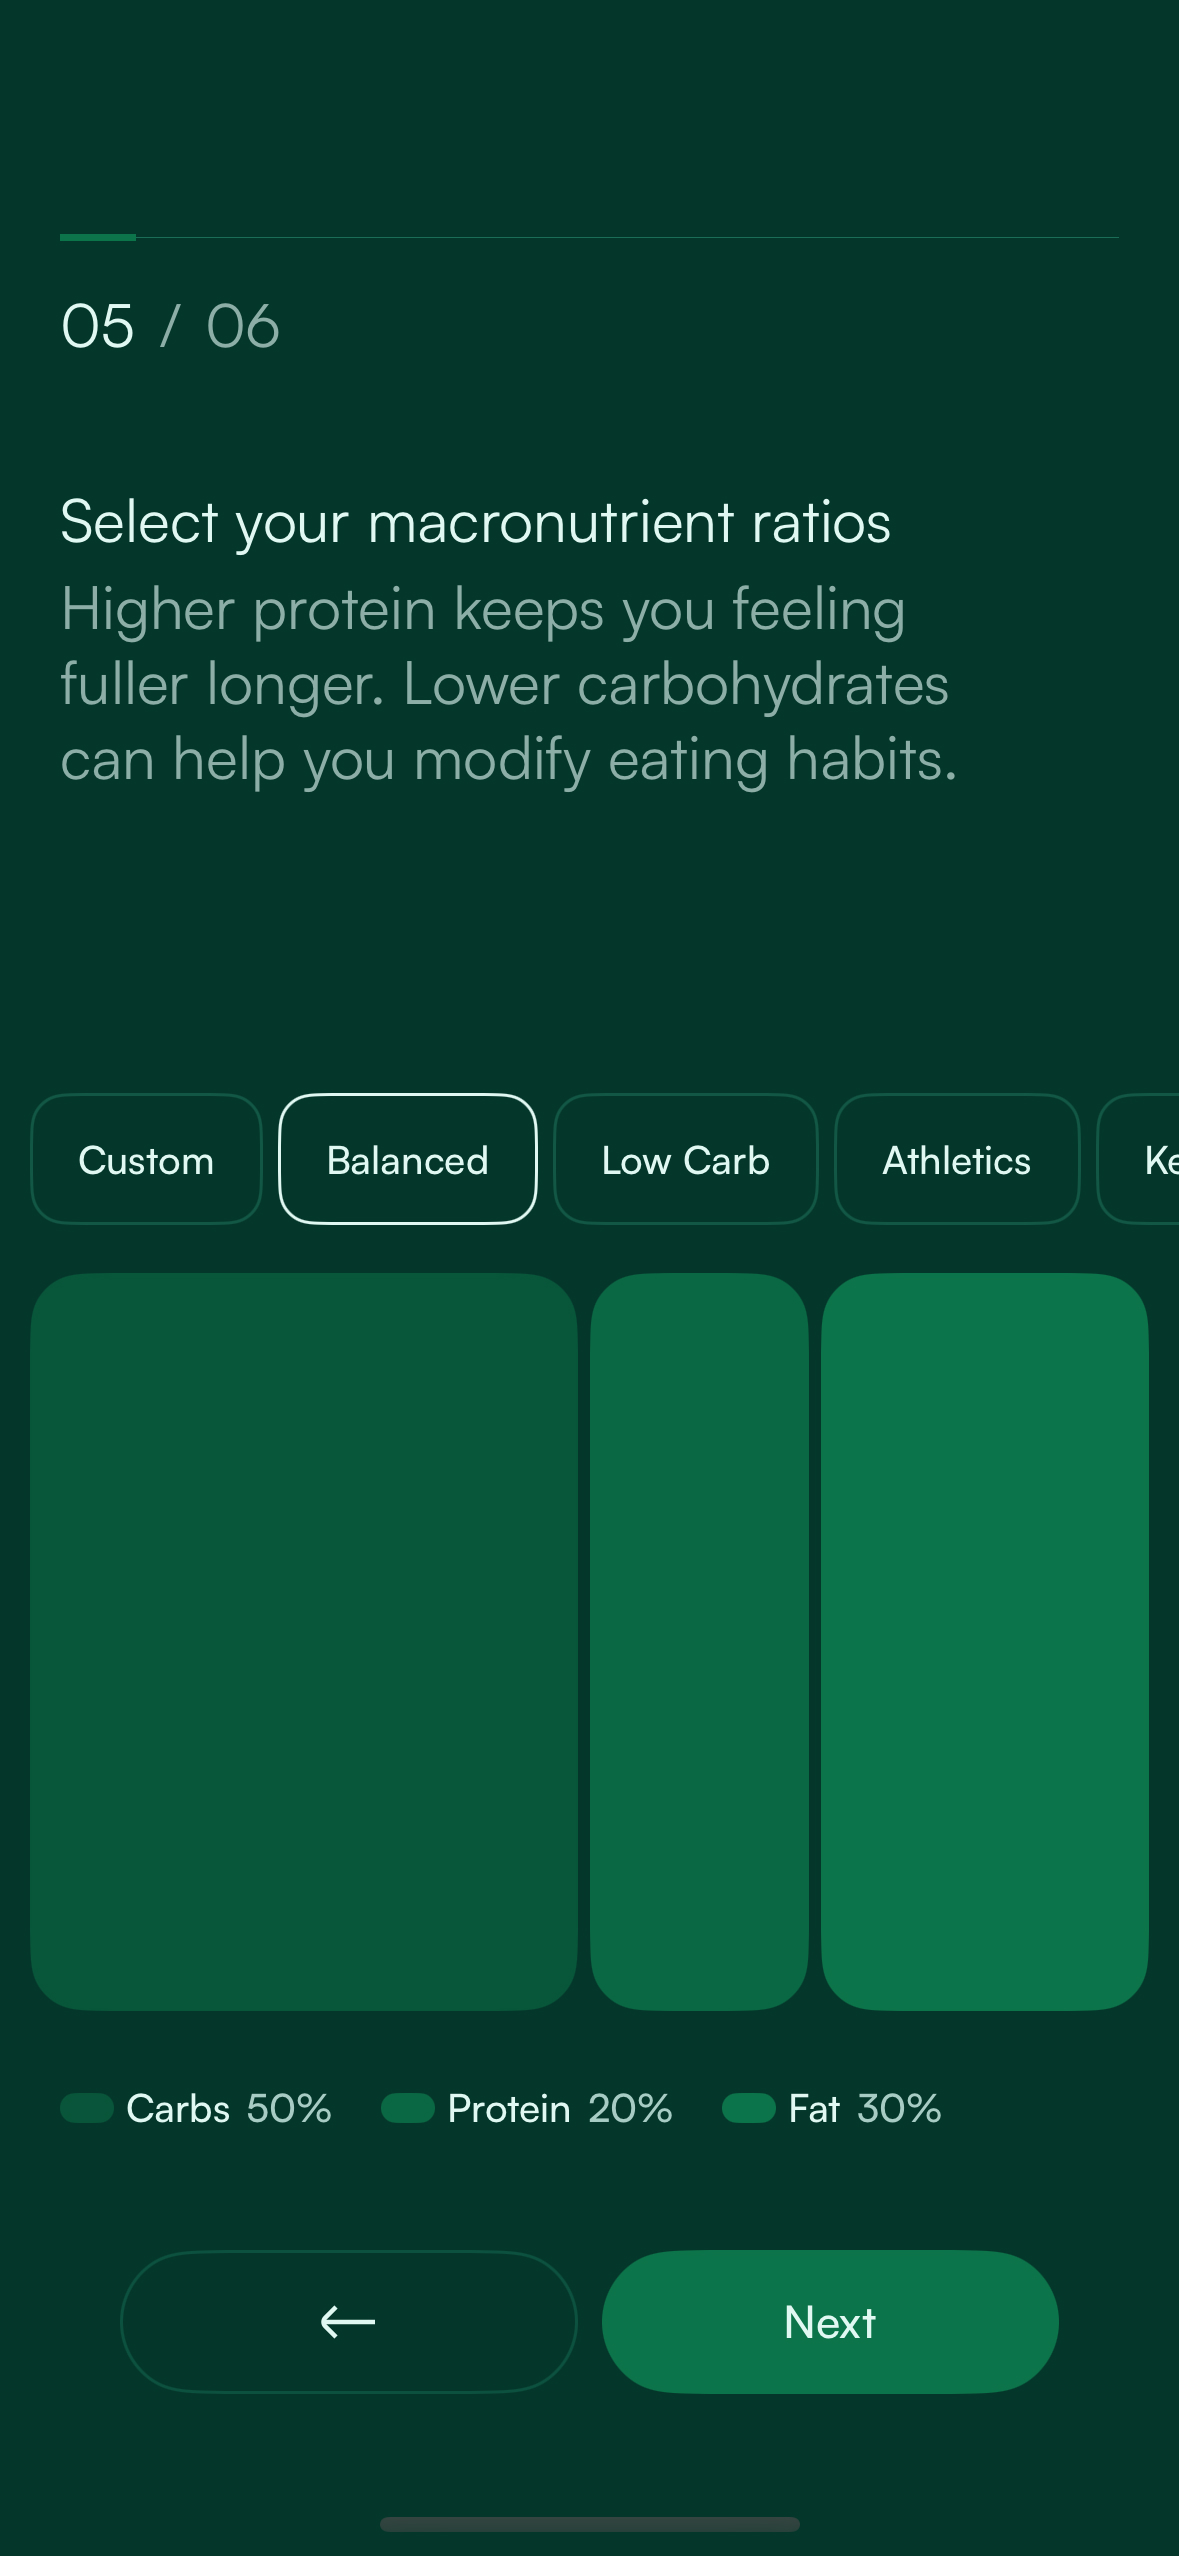 05 / 06
Select your macronutrient ratios
Higher protein keeps you feeling
fuller longer. Lower carbohydrates
can help you modify eating habits.
Custom Balanced Low Carb Athletics
Carbs 50% Protein 20% Fat 30%
Next